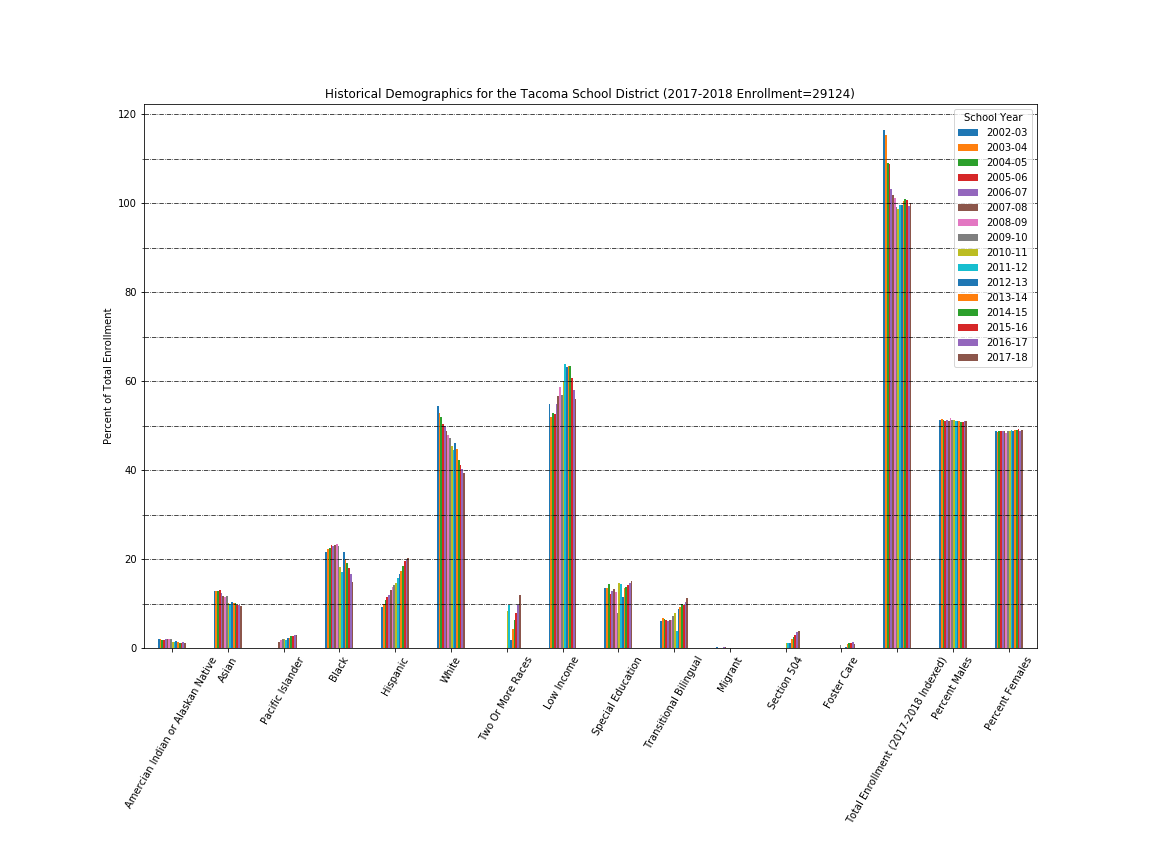 Historical Demographics for the Tacoma School District (2017-2018 Enrollment=29124)
Percent of Total Enrollment
120
100
80
60
40
20
0
School Year
2002-03
2003-04
2004-05
2005-06
2006-07
2007-08
2008-09
2009-10
2010-11
2011-12
2012-13
2013-14
2014-15
2015-16
2016-17
2017-18
Amercian Indian or Alaskan Native
Asian
Pacific Islander
Black
Hispanic
White
Two Or More Races
Low Income
Special Education
Transitional Bilingual
Migrant
Section 504
Foster Care
Total Enrollment (2017-2018 Indexed)
Percent Males
Percent Females